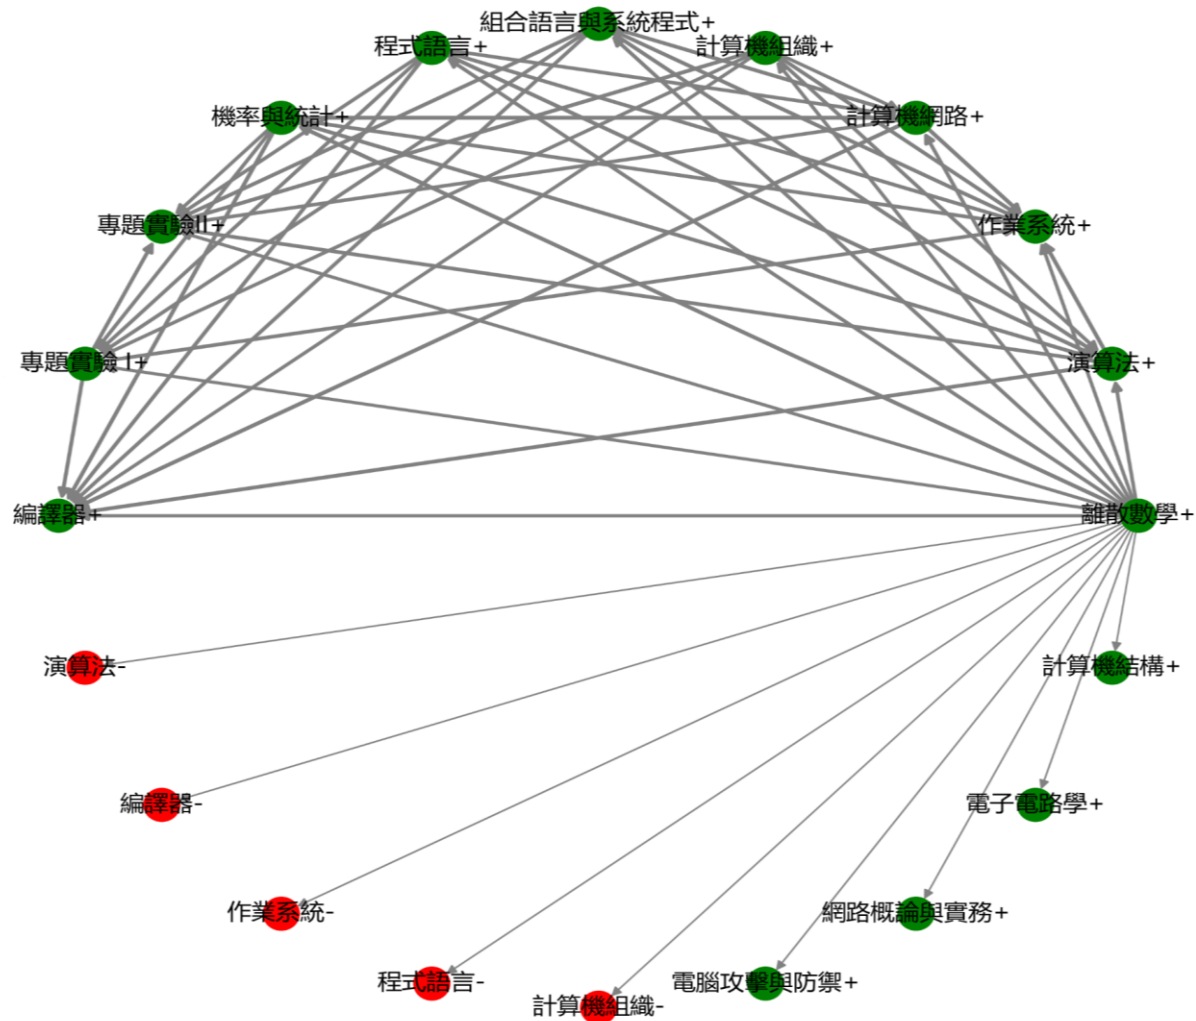 組合語言與系統程式+
程式語言+
計算機組織+
機率與統計+
計算機網路+
專題實驗II+
作業系統+
專題實驗 I+
演算法+
編譯器+
離散數學+
演算法-
計算機結構+
編譯器-
電子電路學+
作業系統-
網路概論與實務+
程式語言-
電腦攻擊與防禦+
計算機組織-